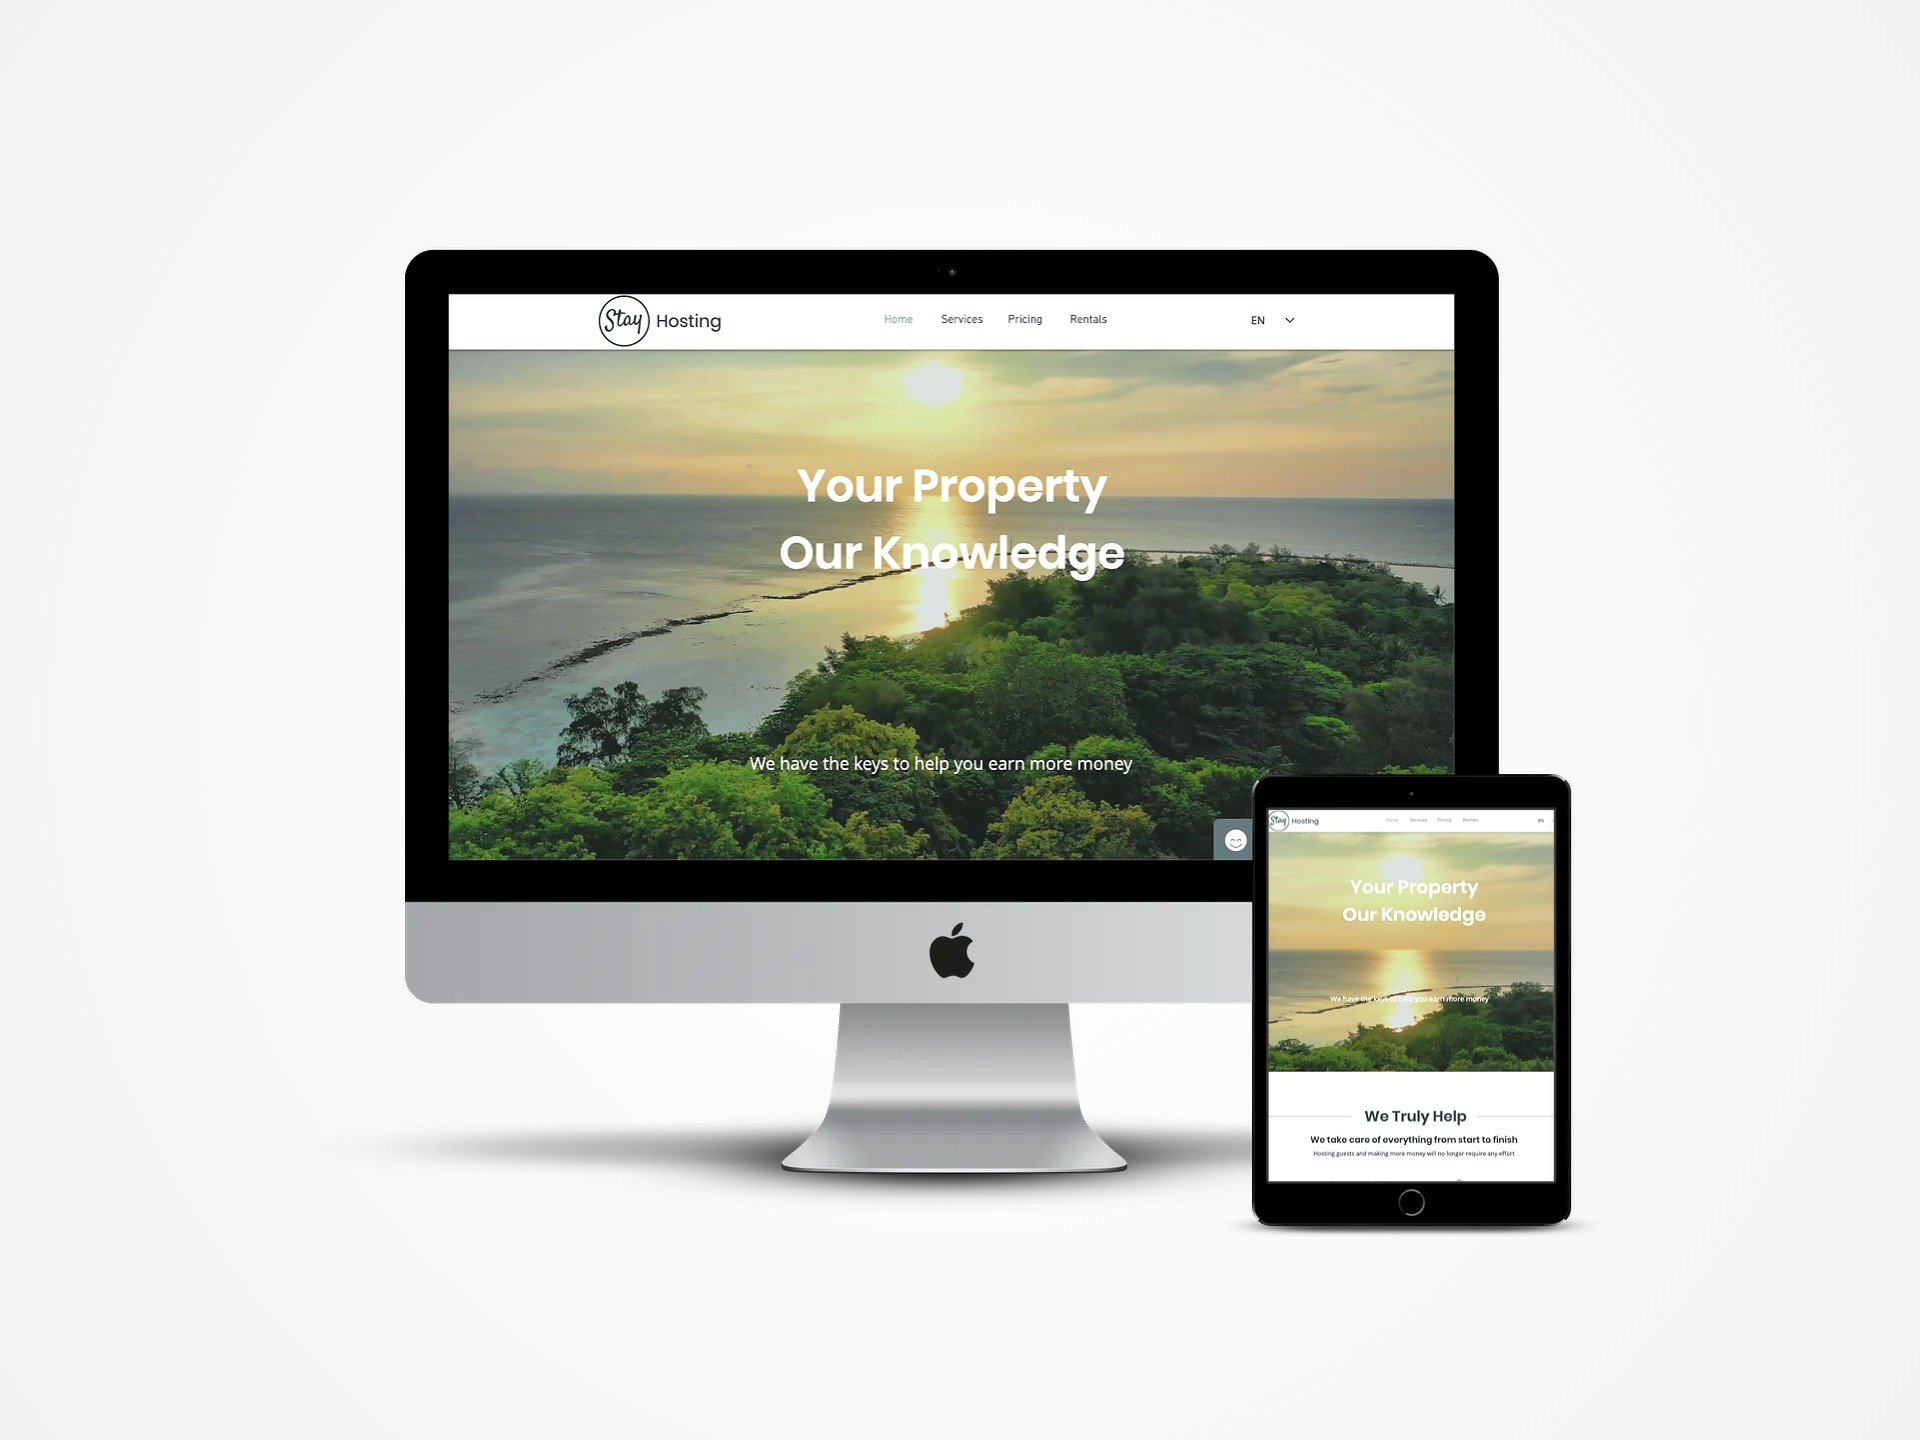 Stay Hosting
Home Services Pricing Rentals
EN
Your Property
Our Knowledge
We have the keys to help you earn more money
Stay Hosting
Home Services Pricing Rentals
EN
Your Property
Our Knowledge
We have the keys to help you earn more money
We Truly Help
We take care of everything from start to finish
Hosting guests and making more money will no longer require any effort